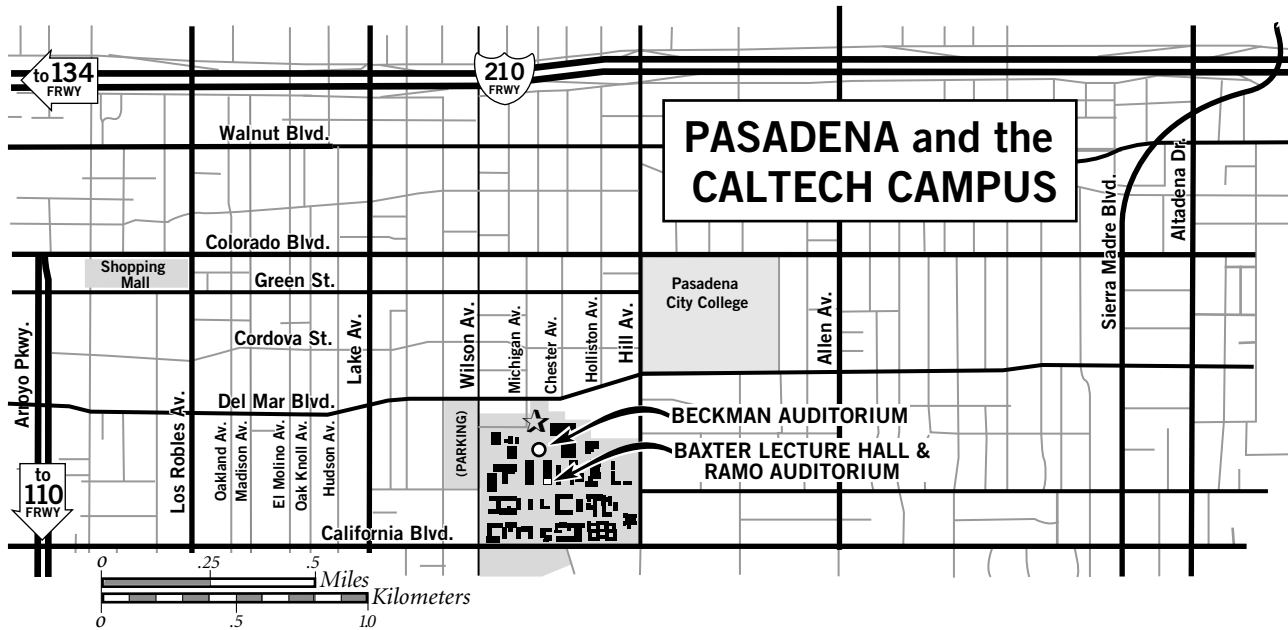 to 134
FRWY
210
FRWY
PASADENA and the
CALTECH CAMPUS
Walnut Blvd.
Colorado Blvd.
Shopping
Mall
Green St.
Cordova St.
Del Mar Blvd.
California Blvd.
Arroyo Pkwy.
Los Robles Av.
Oakland Av.
Madison Av.
El Molino Av.
Oak Knoll Av.
Hudson Av.
Lake Av.
Wilson Av.
Michigan Av.
Chester Av.
Holliston Av.
Hill Av.
Pasadena
City College
Allen Av.
Sierra Madre Blvd.
Altadena Dr.
(PARKING)
BECKMAN AUDITORIUM
BAXTER LECTURE HALL &
RAMO AUDITORIUM
to
110
FRWY
0 .25 .5
Miles
Kilometers
0 .5 1.0